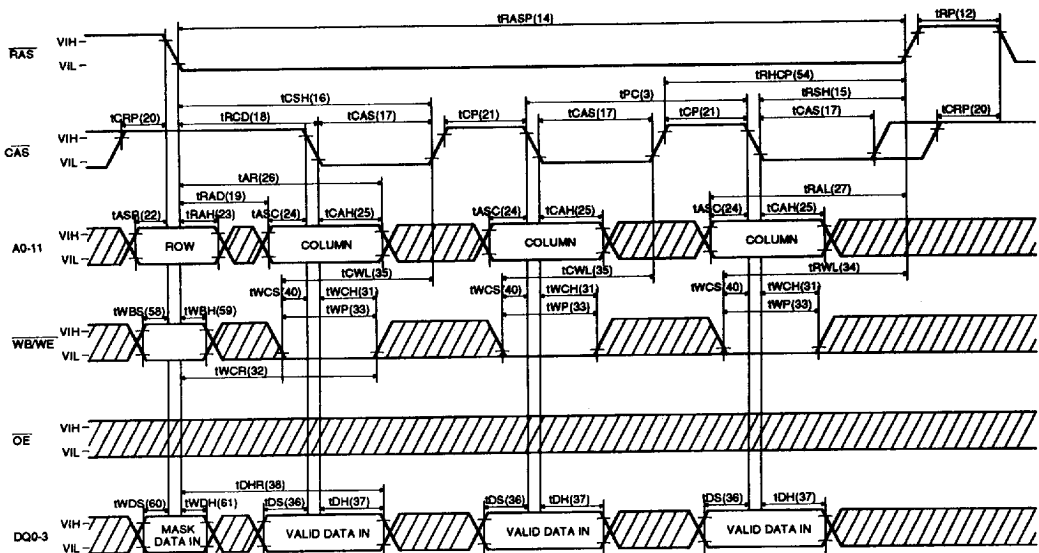 tRASP(14)
tRP(12)
RAS
VIH
VIL
tRHCP(54)
tCSH(16)
tPC(3)
tRSH(15)
tCRP(20)
tRCD(18)
tCAS(17)
tCP(21)
tCAS(17)
tCP(21)
tCAS(17)
tCRP(20)
CAS
VIH
VIL
tAR(26)
tRAD(19)
tRAL(27)
tASR(22)
tRAH(23)
tASC(24)
tCAH(25)
tASC(24)
tCAH(25)
tASC(24)
tCAH(25)
A0-11
VIH
VIL
ROW
COLUMN
COLUMN
COLUMN
tCWL(35)
tCWL(35)
tRWL(34)
tWCS(40)
tWCH(31)
tWCS(40)
tWCH(31)
tWCS(40)
tWCH(31)
tWBS(58)
tWBH(59)
tWP(33)
tWP(33)
tWP(33)
WB/WE
VIH
VIL
tWCR(32)
OE
VIH
VIL
tDHR(38)
tWDS(60)
tWDH(61)
tDS(36)
tDH(37)
tDS(36)
tDH(37)
tDS(36)
tDH(37)
DQ0-3
VIH
VIL
MASK
DATA IN
VALID DATA IN
VALID DATA IN
VALID DATA IN